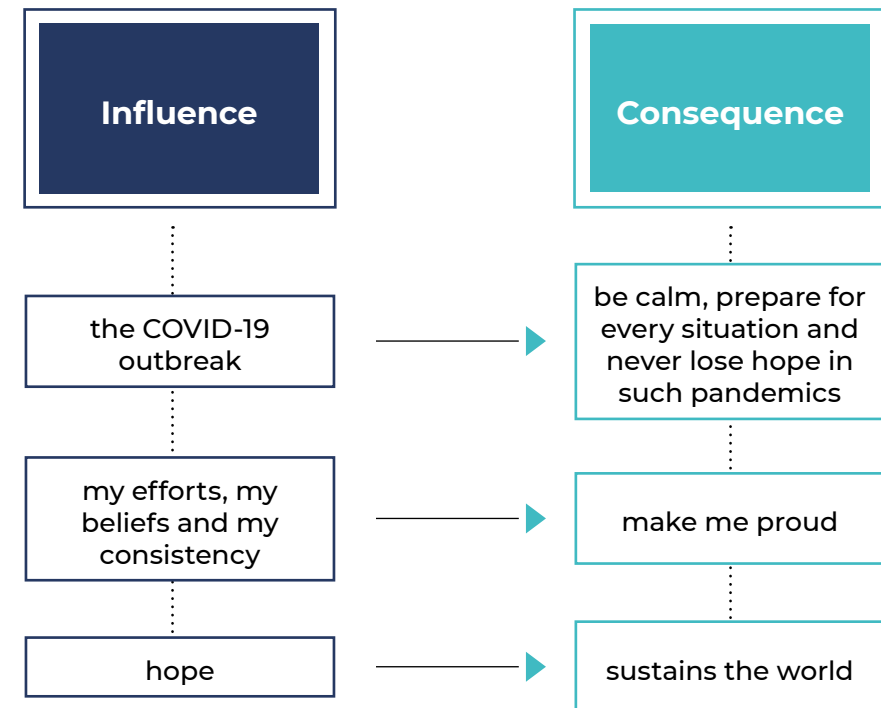 Influence
Consequence
the COVID-19
outbreak
be calm, prepare for
every situation and
never lose hope in
such pandemics
my efforts, my
beliefs and my
consistency
make me proud
hope
sustains the world